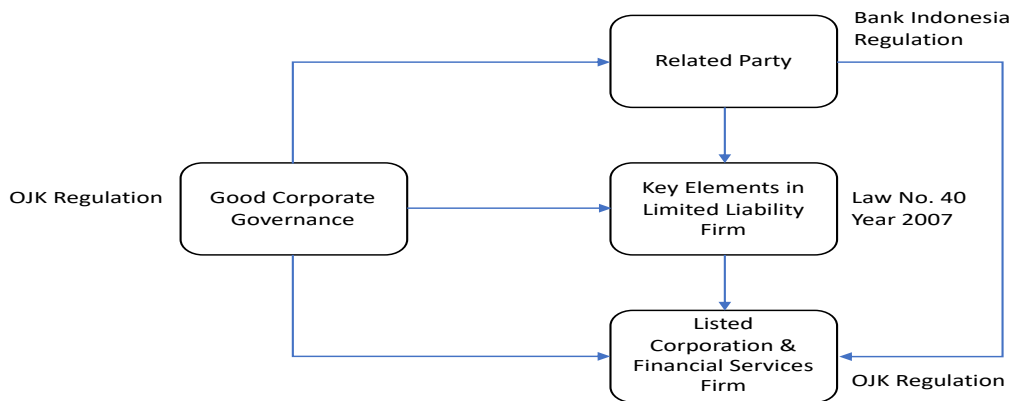 Bank Indonesia
Regulation
Related Party
OJK Regulation
Good Corporate
Governance
Key Elements in
Limited Liability
Firm
Law No. 40
Year 2007
Listed
Corporation &
Financial Services
Firm
OJK Regulation